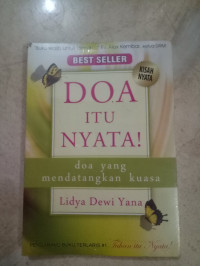 BEST SELLER
KISAH
NYATA
DOA
ITU
NYATA!
doa yang
mendatangkan kuasa
Lidya Dewi Yana